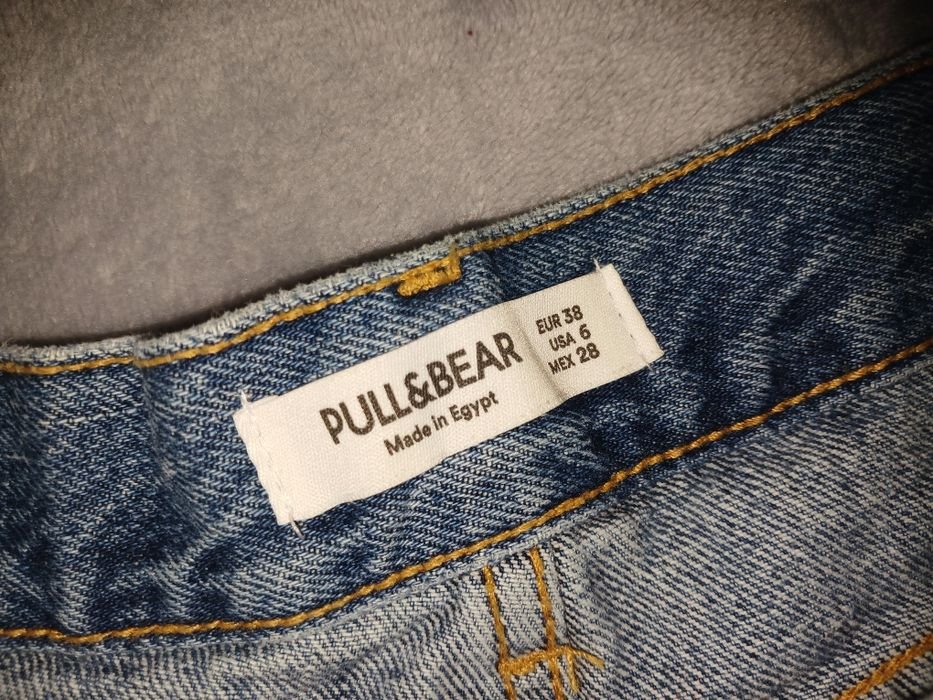 PULL&BEAR
Made in Egypt
EUR 38
USA 6
MEX 28